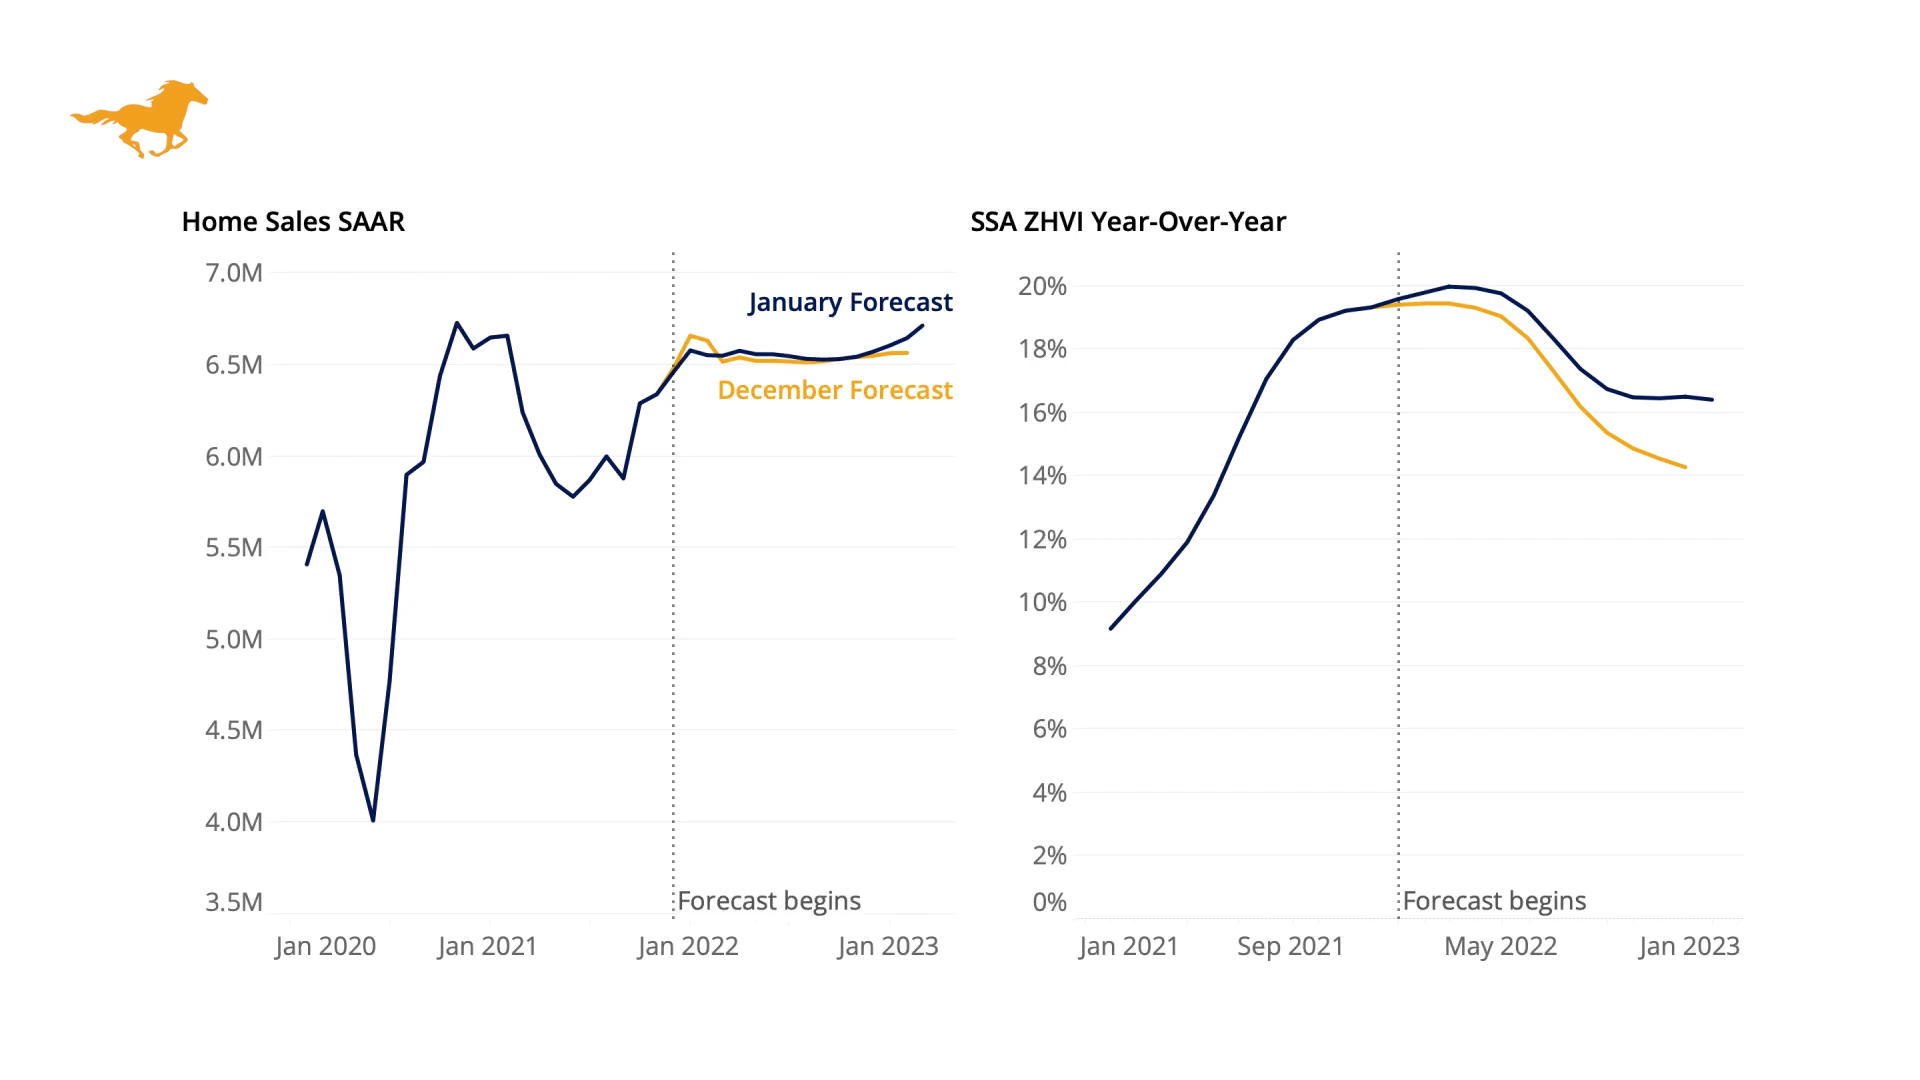 Home Sales SAAR
7.0M
6.5M
6.0M
5.5M
5.0M
4.5M
4.0M
3.5M
January Forecast
December Forecast
Forecast begins
Jan 2020
Jan 2021
Jan 2022
Jan 2023
SSA ZHVI Year-Over-Year
20%
18%
16%
14%
12%
10%
8%
6%
4%
2%
0%
Forecast begins
Jan 2021
Sep 2021
May 2022
Jan 2023